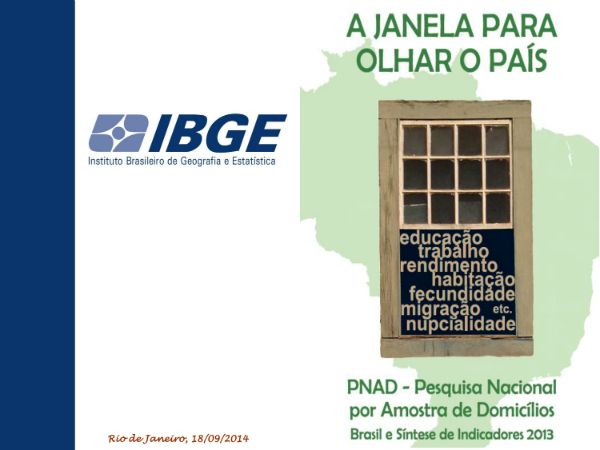 A JANELA PARA
OLHAR O PAÍS
IBGE
Instituto Brasileiro de Geografia e Estatística
educação
trabalho
rendimento
habitação
fecundidade
migração etc.
nupcialidade
PNAD - Pesquisa Nacional
por Amostra de Domicílios
Brasil e Síntese de Indicadores 2013
Rio de Janeiro, 18/09/2014